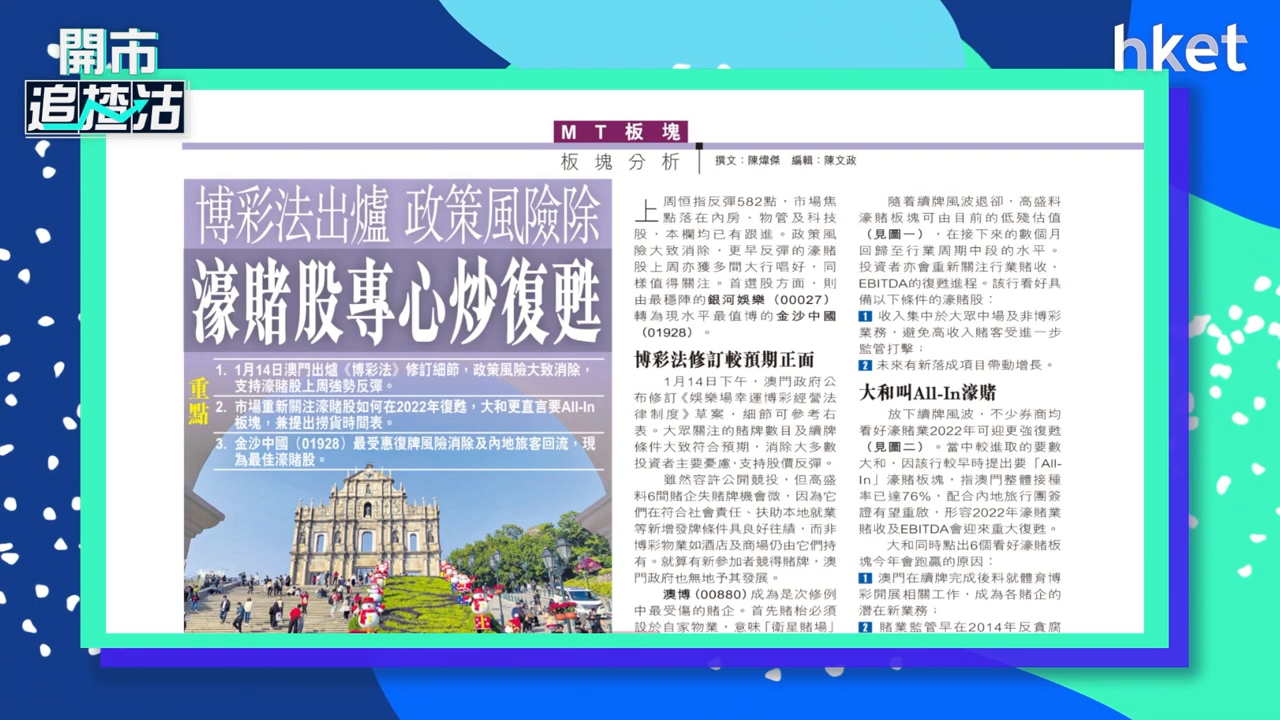 開市
追揸沽
hket
MT板塊
板塊分析
撰文：陳煒傑 編輯：陳文政
博彩法出爐 政策風險除
濠賭股專心炒復甦
重點
1. 1月14日澳門出爐《博彩法》修訂細節，政策風險大致消除，
支持濠賭股上周強勢反彈。
2. 市場重新關注濠賭股如何在2022年復甦，大和更直言要All-In
板塊，兼提出撈貨時間表。
3. 金沙中國（01928）最受惠復牌風險消除及內地旅客回流，現
為最佳濠賭股。
上周恒指反彈582點，市場焦
點落在內房、物管及科技
股，本欄均已有跟進。政策風
險大致消除，更早反彈的濠賭
股上周亦獲多間大行唱好，同
樣值得關注。首選股方面，則
由最穩陣的銀河娛樂（00027）
轉為現水平最值博的金沙中國
（01928）。
博彩法修訂較預期正面
1月14日下午，澳門政府公
布修訂《娛樂場幸運博彩經營法
律制度》草案，細節可參考右
表。大眾關注的賭牌數目及續牌
條件大致符合預期，消除大多數
投資者主要憂慮，支持股價反彈。
雖然容許公開競投，但高盛
料6間賭企失賭牌機會微，因為它
們在符合社會責任、扶助本地就業
等新增發牌條件具良好往績，而非
博彩物業如酒店及商場仍由它們持
有。就算有新參加者競得賭牌，澳
門政府也無地予其發展。
澳博（00880）成為是次修例
中最受傷的賭企。首先賭枱必須
設於自家物業，意味「衛星賭場」
隨着續牌風波退卻，高盛料
濠賭板塊可由目前的低殘估值
（見圖一），在接下來的數個月
回歸至行業周期中段的水平。
投資者亦會重新關注行業賭收、
EBITDA的復甦進程。該行看好具
備以下條件的濠賭股：
1 收入集中於大眾中場及非博彩
業務，避免高收入賭客受進一步
監管打擊；
2 未來有新落成項目帶動增長。
大和叫All-In濠賭
放下續牌風波，不少券商均
看好濠賭業2022年可迎更強復甦
（見圖二）。當中較進取的要數
大和，因該行較早時提出要「All-
In」濠賭板塊，指澳門整體接種
率已達76%，配合內地旅行團簽
證有望重啟，形容2022年濠賭業
賭收及EBITDA會迎來重大復甦。
大和同時點出6個看好濠賭板
塊今年會跑贏的原因：
1 澳門在續牌完成後料就體育博
彩開展相關工作，成為各賭企的
潛在新業務；
2 賭業監管早在2014年反貪腐